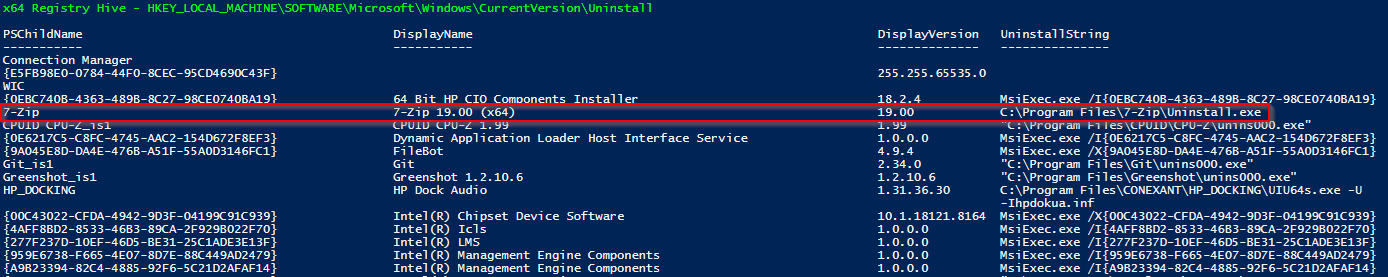 x64 Registry Hive - HKEY_LOCAL_MACHINE\SOFTWARE\Microsoft\Windows\CurrentVersion\Uninstall
PSChildName DisplayName DisplayVersion UninstallString
----------- ----------- -------------- ---------------
Connection Manager
{E5FB98E0-0784-44F0-8CEC-95CD4690C43F} 255.255.65535.0
WIC
{0EBC740B-4363-489B-8C27-98CE0740BA19} 64 Bit HP CIO Components Installer 18.2.4 MsiExec.exe /I{0EBC740B-4363-489B-8C27-98CE0740BA19}
7-Zip 7-Zip 19.00 (x64) 19.00 C:\Program Files\7-Zip\Uninstall.exe
CPUID CPU-Z_is1 CPUID CPU-Z 1.99 1.99 "C:\Program Files\CPUID\CPU-Z\unins000.exe"
{0E6217C5-C8FC-4745-AAC2-154D672F8EF3} Dynamic Application Loader Host Interface Service 1.0.0.0 MsiExec.exe /I{0E6217C5-C8FC-4745-AAC2-154D672F8EF3}
{9A045E8D-DA4E-476B-A51F-55A0D3146FC1} FileBot 4.9.4 MsiExec.exe /X{9A045E8D-DA4E-476B-A51F-55A0D3146FC1}
Git_is1 Git 2.34.0 "C:\Program Files\Git\unins000.exe"
Greenshot_is1 Greenshot 1.2.10.6 1.2.10.6 "C:\Program Files\Greenshot\unins000.exe"
HP_DOCKING HP Dock Audio 1.31.36.30 C:\Program Files\CONEXANT\HP_DOCKING\UIU64s.exe -U
-Ihpdokua.inf
{00C43022-CFDA-4942-9D3F-04199C91C939} Intel(R) Chipset Device Software 10.1.18121.8164 MsiExec.exe /X{00C43022-CFDA-4942-9D3F-04199C91C939}
{4AFF8BD2-8533-46B3-89CA-2F929B022F70} Intel(R) Icls 1.0.0.0 MsiExec.exe /I{4AFF8BD2-8533-46B3-89CA-2F929B022F70}
{277F237D-10EF-46D5-BE31-25C1ADE3E13F} Intel(R) LMS 1.0.0.0 MsiExec.exe /I{277F237D-10EF-46D5-BE31-25C1ADE3E13F}
{959E6738-F665-4E07-8D7E-88C449AD2479} Intel(R) Management Engine Components 1.0.0.0 MsiExec.exe /I{959E6738-F665-4E07-8D7E-88C449AD2479}
{A9B23394-82C4-4885-92F6-5C21D2AFAF14} Intel(R) Management Engine Components 1.0.0.0 MsiExec.exe /I{A9B23394-82C4-4885-92F6-5C21D2AFAF14}